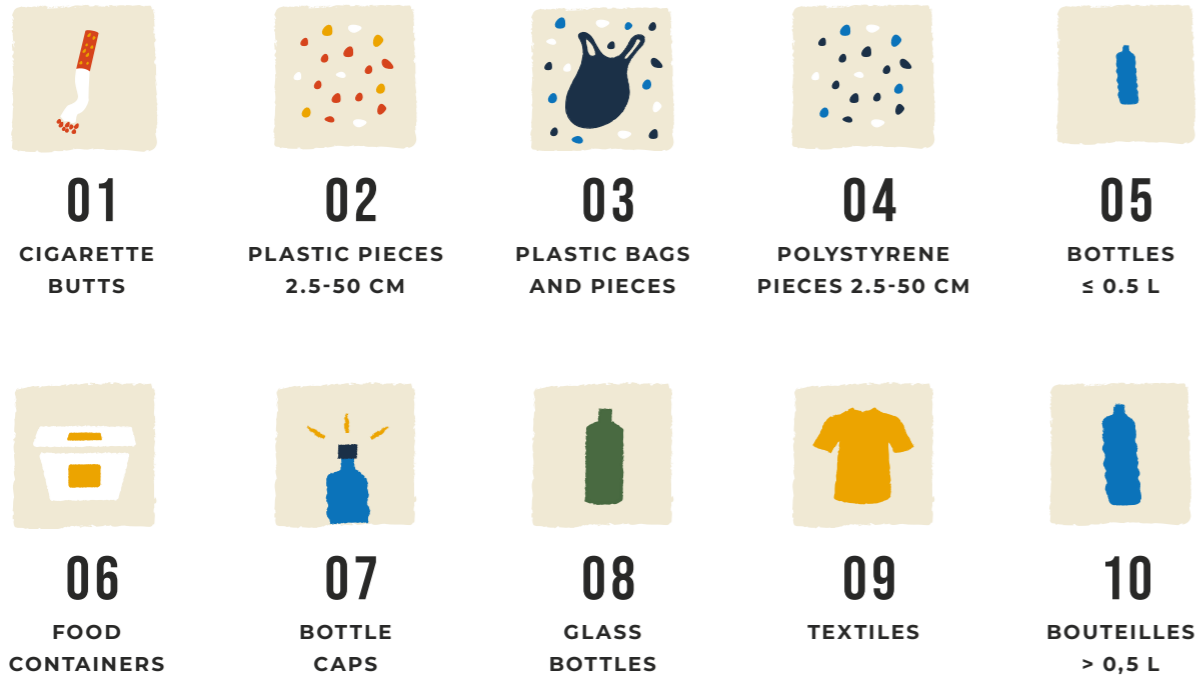 01
CIGARETTE
BUTTS
02
PLASTIC PIECES
2.5-50 CM
03
PLASTIC BAGS
AND PIECES
04
POLYSTYRENE
PIECES 2.5-50 CM
05
BOTTLES
≤ 0.5 L
06
FOOD
CONTAINERS
07
BOTTLE
CAPS
08
GLASS
BOTTLES
09
TEXTILES
10
BOUTEILLES
> 0,5 L